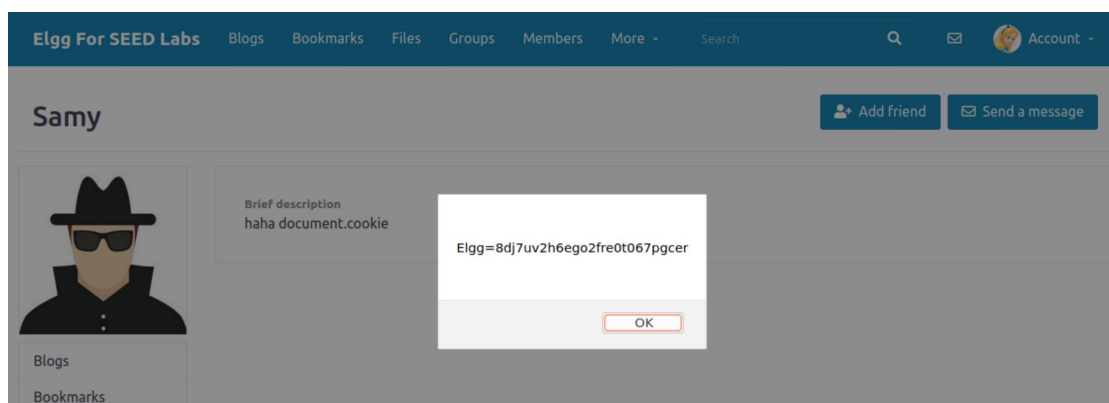 Elgg For SEED Labs Blogs Bookmarks Files Groups Members More Search Account
Samy
Add friend Send a message
Brief description
haha document.cookie
Elgg=8dj7uv2h6ego2fre0t067pgcer
OK
Blogs
Bookmarks